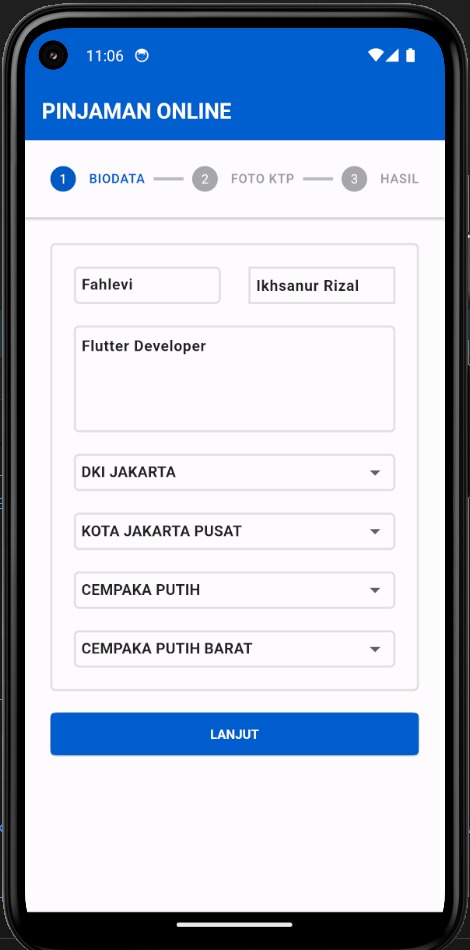 11:06
PINJAMAN ONLINE
1 BIODATA 2 FOTO KTP 3 HASIL
Fahlevi Ikhsanur Rizal
Flutter Developer
DKI JAKARTA
KOTA JAKARTA PUSAT
CEMPAKA PUTIH
CEMPAKA PUTIH BARAT
LANJUT